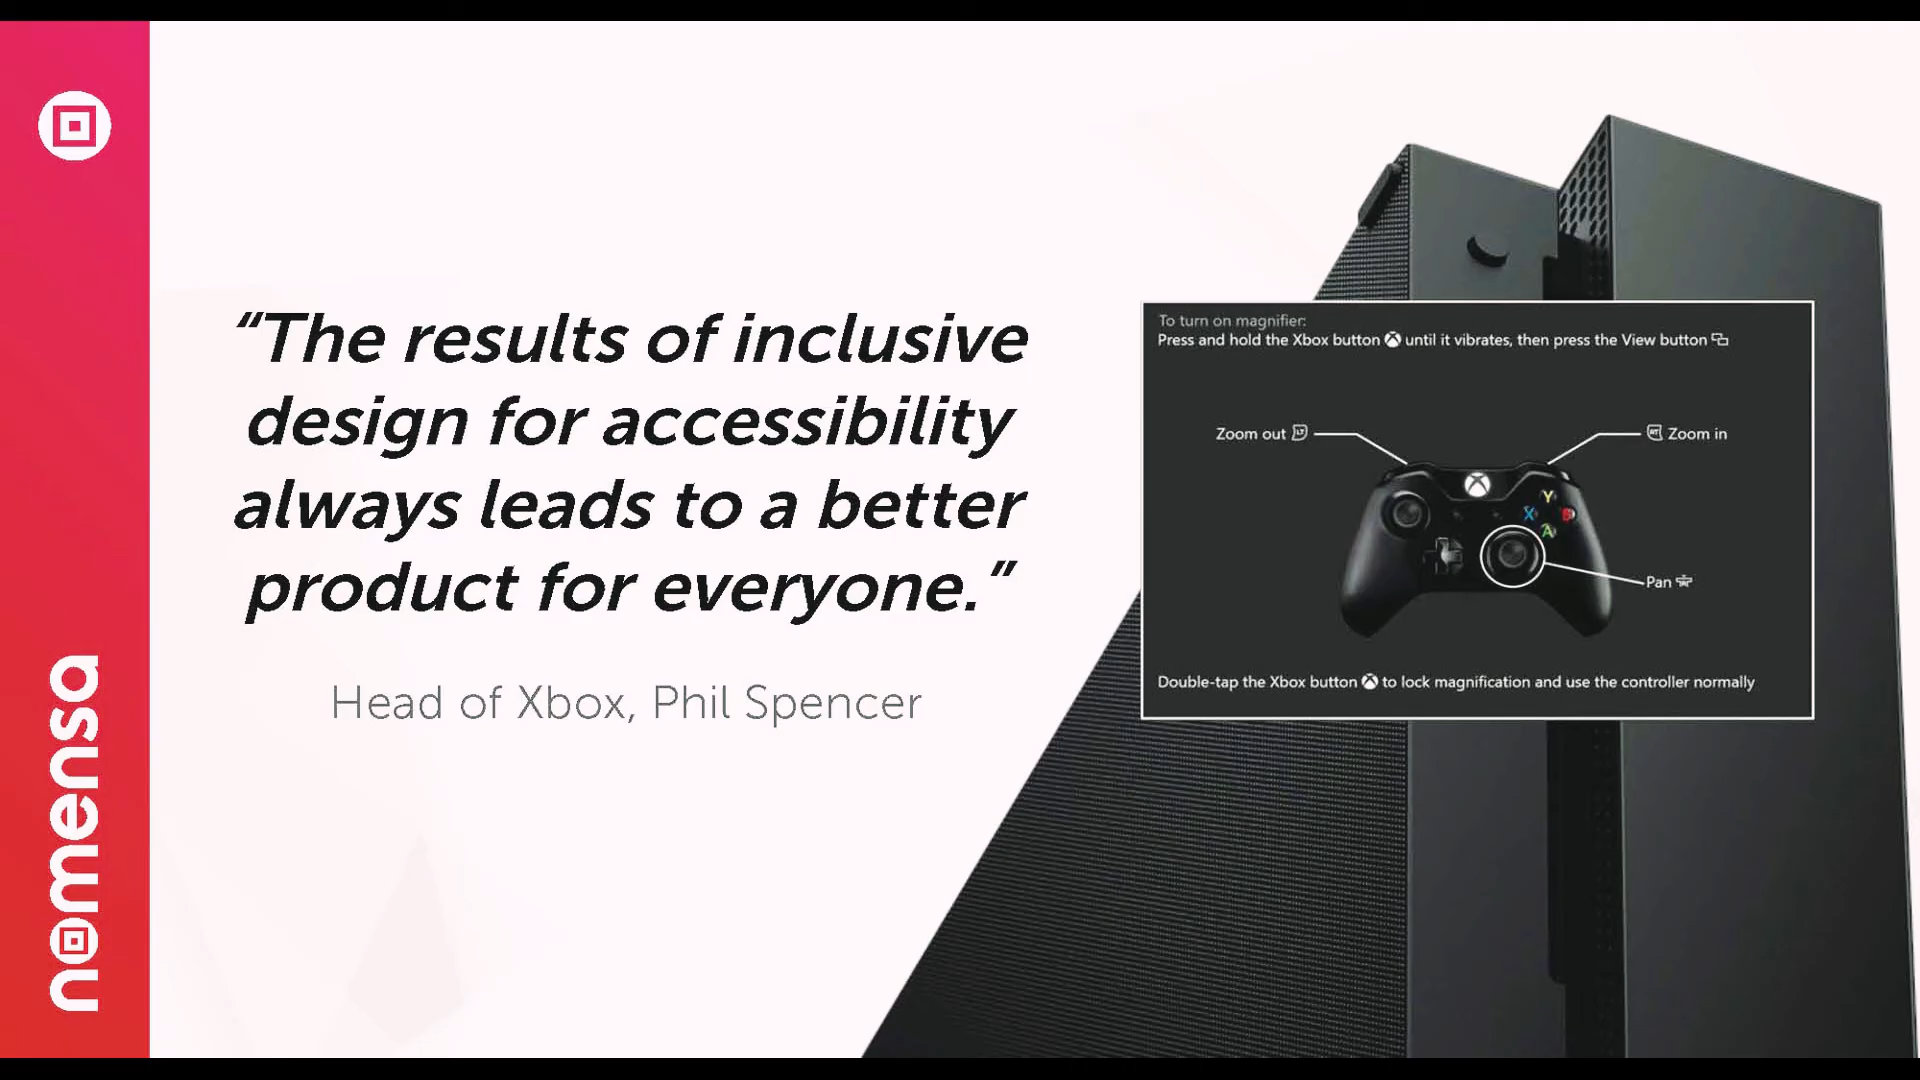 nomensa
“The results of inclusive
design for accessibility
always leads to a better
product for everyone.”
Head of Xbox, Phil Spencer
To turn on magnifier:
Press and hold the Xbox button until it vibrates, then press the View button
Zoom out LT
RT Zoom in
Y
X B
A
Pan
Double-tap the Xbox button to lock magnification and use the controller normally